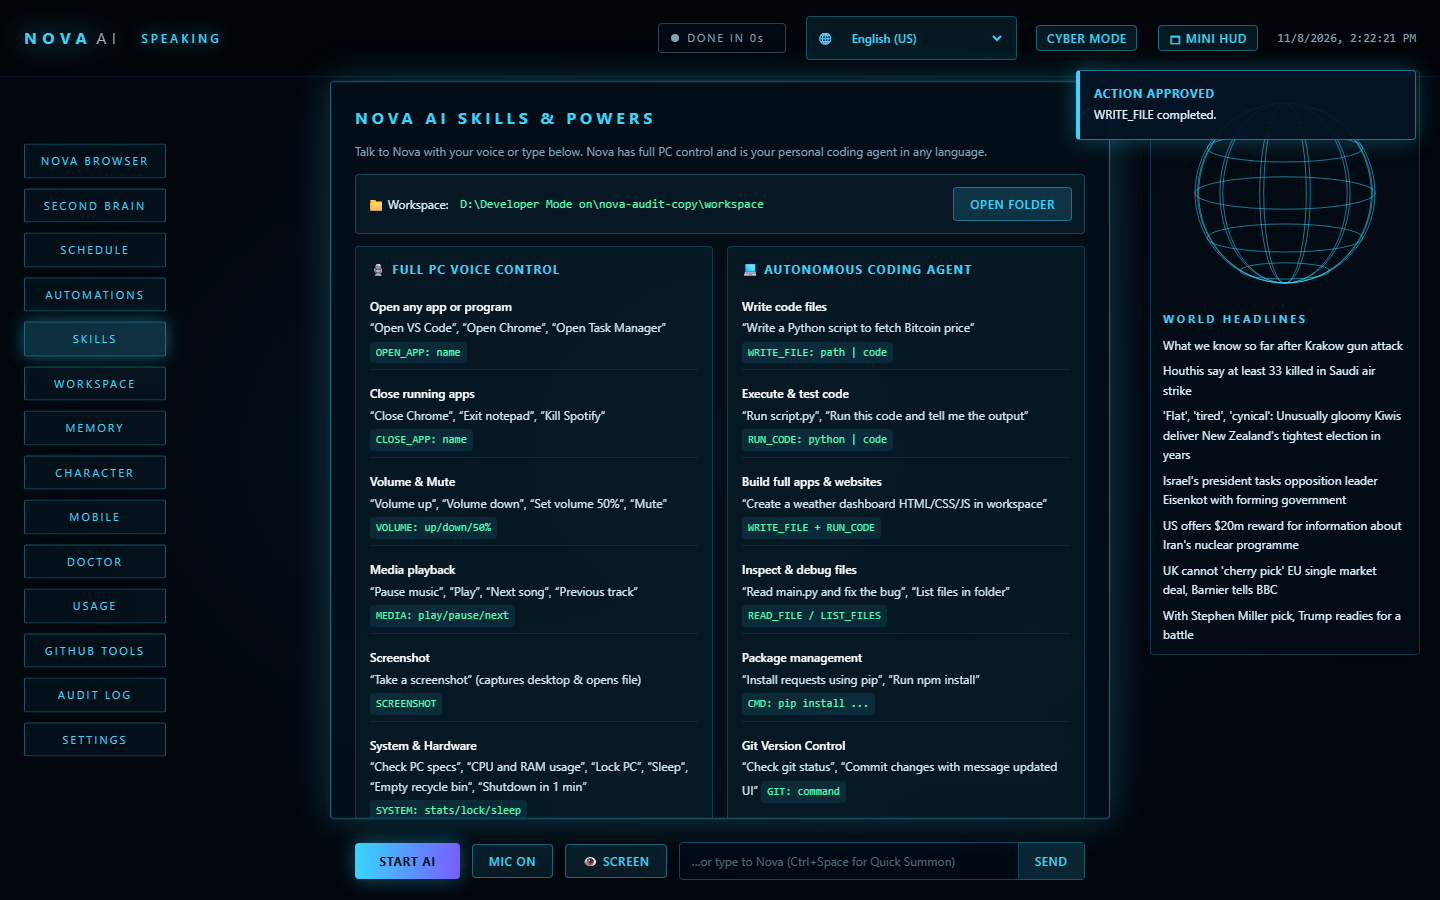 NOVA AI SPEAKING
DONE IN 0s
English (US)
CYBER MODE
MINI HUD
11/8/2026, 2:22:21 PM
ACTION APPROVED
WRITE_FILE completed.
NOVA BROWSER
SECOND BRAIN
SCHEDULE
AUTOMATIONS
SKILLS
WORKSPACE
MEMORY
CHARACTER
MOBILE
DOCTOR
USAGE
GITHUB TOOLS
AUDIT LOG
SETTINGS
NOVA AI SKILLS & POWERS
Talk to Nova with your voice or type below. Nova has full PC control and is your personal coding agent in any language.
Workspace: D:\Developer Mode on\nova-audit-copy\workspace
OPEN FOLDER
FULL PC VOICE CONTROL
Open any app or program
“Open VS Code”, “Open Chrome”, “Open Task Manager”
OPEN_APP: name
Close running apps
“Close Chrome”, “Exit notepad”, “Kill Spotify”
CLOSE_APP: name
Volume & Mute
“Volume up”, “Volume down”, “Set volume 50%”, “Mute”
VOLUME: up/down/50%
Media playback
“Pause music”, “Play”, “Next song”, “Previous track”
MEDIA: play/pause/next
Screenshot
“Take a screenshot” (captures desktop & opens file)
SCREENSHOT
System & Hardware
“Check PC specs”, “CPU and RAM usage”, “Lock PC”, “Sleep”,
“Empty recycle bin”, “Shutdown in 1 min”
SYSTEM: stats/lock/sleep
AUTONOMOUS CODING AGENT
Write code files
“Write a Python script to fetch Bitcoin price”
WRITE_FILE: path | code
Execute & test code
“Run script.py”, “Run this code and tell me the output”
RUN_CODE: python | code
Build full apps & websites
“Create a weather dashboard HTML/CSS/JS in workspace”
WRITE_FILE + RUN_CODE
Inspect & debug files
“Read main.py and fix the bug”, “List files in folder”
READ_FILE / LIST_FILES
Package management
“Install requests using pip”, “Run npm install”
CMD: pip install ...
Git Version Control
“Check git status”, “Commit changes with message updated
UI” GIT: command
WORLD HEADLINES
What we know so far after Krakow gun attack
Houthis say at least 33 killed in Saudi air
strike
'Flat', 'tired', 'cynical': Unusually gloomy Kiwis
deliver New Zealand's tightest election in
years
Israel's president tasks opposition leader
Eisenkot with forming government
US offers $20m reward for information about
Iran's nuclear programme
UK cannot 'cherry pick' EU single market
deal, Barnier tells BBC
With Stephen Miller pick, Trump readies for a
battle
START AI
MIC ON
SCREEN
...or type to Nova (Ctrl+Space for Quick Summon)
SEND